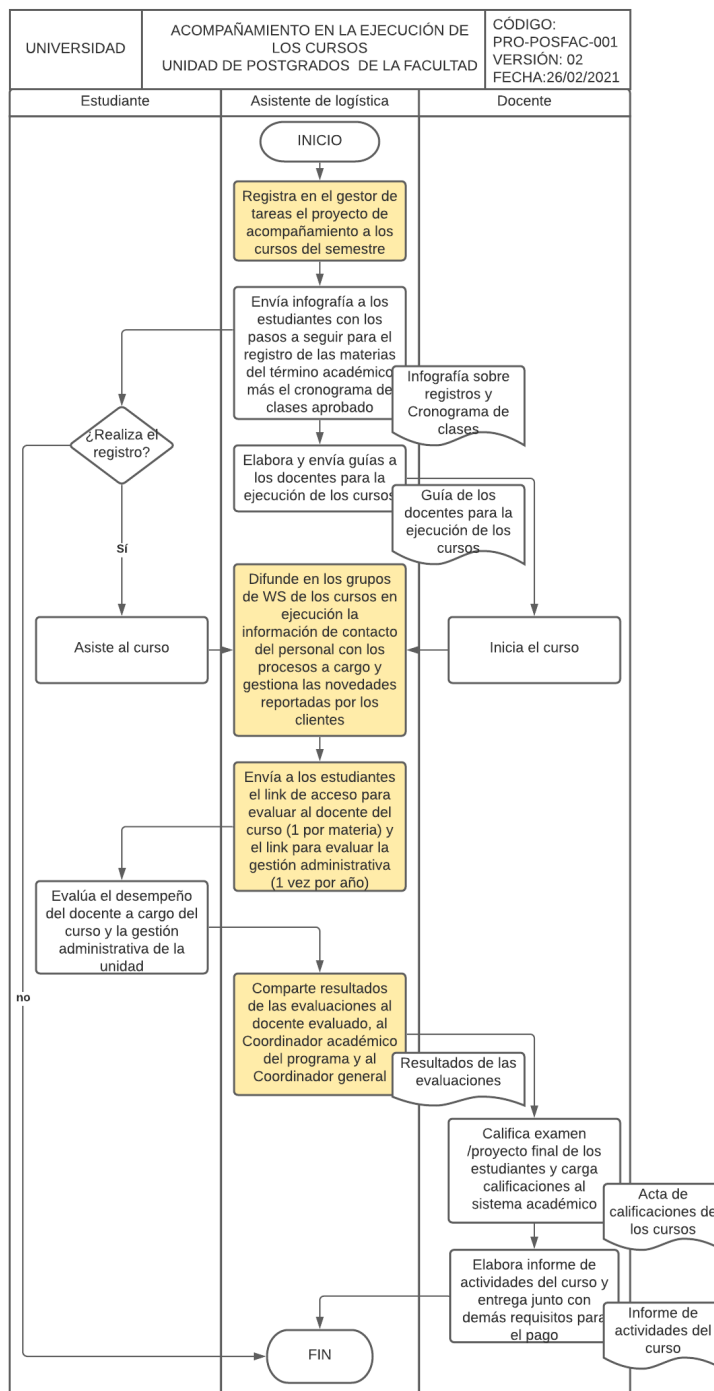 UNIVERSIDAD
ACOMPAÑAMIENTO EN LA EJECUCIÓN DE
LOS CURSOS
UNIDAD DE POSTGRADOS DE LA FACULTAD
CÓDIGO:
PRO-POSFAC-001
VERSIÓN: 02
FECHA:26/02/2021
Estudiante
Asistente de logística
Docente
INICIO
Registra en el gestor de
tareas el proyecto de
acompañamiento a los
cursos del semestre
Envía infografía a los
estudiantes con los
pasos a seguir para el
registro de las materias
del término académico
más el cronograma de
clases aprobado
Infografía sobre
registros y
Cronograma de
clases
¿Realiza el
registro?
Elabora y envía guías a
los docentes para la
ejecución de los cursos
Guía de los
docentes para la
ejecución de los
cursos
Sí
Difunde en los grupos
de WS de los cursos en
ejecución la
información de contacto
del personal con los
procesos a cargo y
gestiona las novedades
reportadas por los
clientes
Asiste al curso
Inicia el curso
Envía a los estudiantes
el link de acceso para
evaluar al docente del
curso (1 por materia) y
el link para evaluar la
gestión administrativa
(1 vez por año)
Evalúa el desempeño
del docente a cargo del
curso y la gestión
administrativa de la
unidad
no
Comparte resultados
de las evaluaciones al
docente evaluado, al
Coordinador académico
del programa y al
Coordinador general
Resultados de las
evaluaciones
Califica examen
/proyecto final de los
estudiantes y carga
calificaciones al
sistema académico
Acta de
calificaciones de
los cursos
Elabora informe de
actividades del curso y
entrega junto con
demás requisitos para
el pago
Informe de
actividades del
curso
FIN